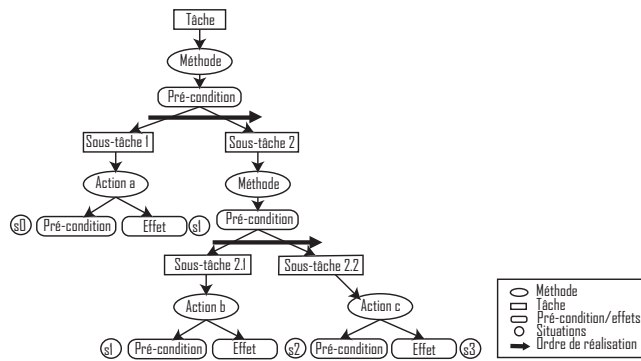 Tâche
Méthode
Pré-condition
Sous-tâche 1
Sous-tâche 2
Action a
Méthode
s0
Pré-condition
Effet
s1
Pré-condition
Sous-tâche 2.1
Sous-tâche 2.2
Action b
Action c
s1
Pré-condition
Effet
s2
Pré-condition
Effet
s3
Méthode
Tâche
Pré-condition/effets
Situations
Ordre de réalisation